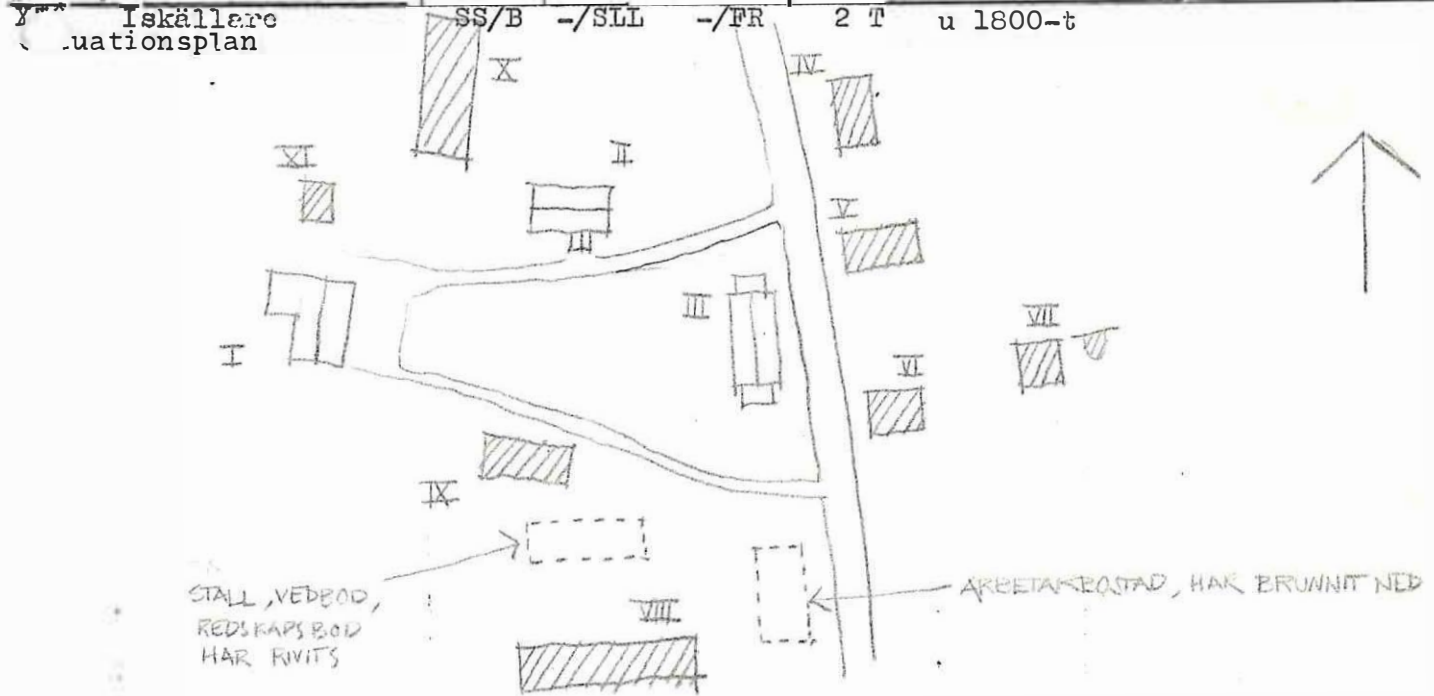 Iskällare SS/B -/SLL -/FR 2 T u 1800-t
uationsplan
X
IV
XI
II
V
III
VII
I
VI
IX
STALL, VEDBOD,
REDSKAPSBOD
HAR RIVITS
ARBETARBOSTAD, HAR BRUNNIT NED
VIII